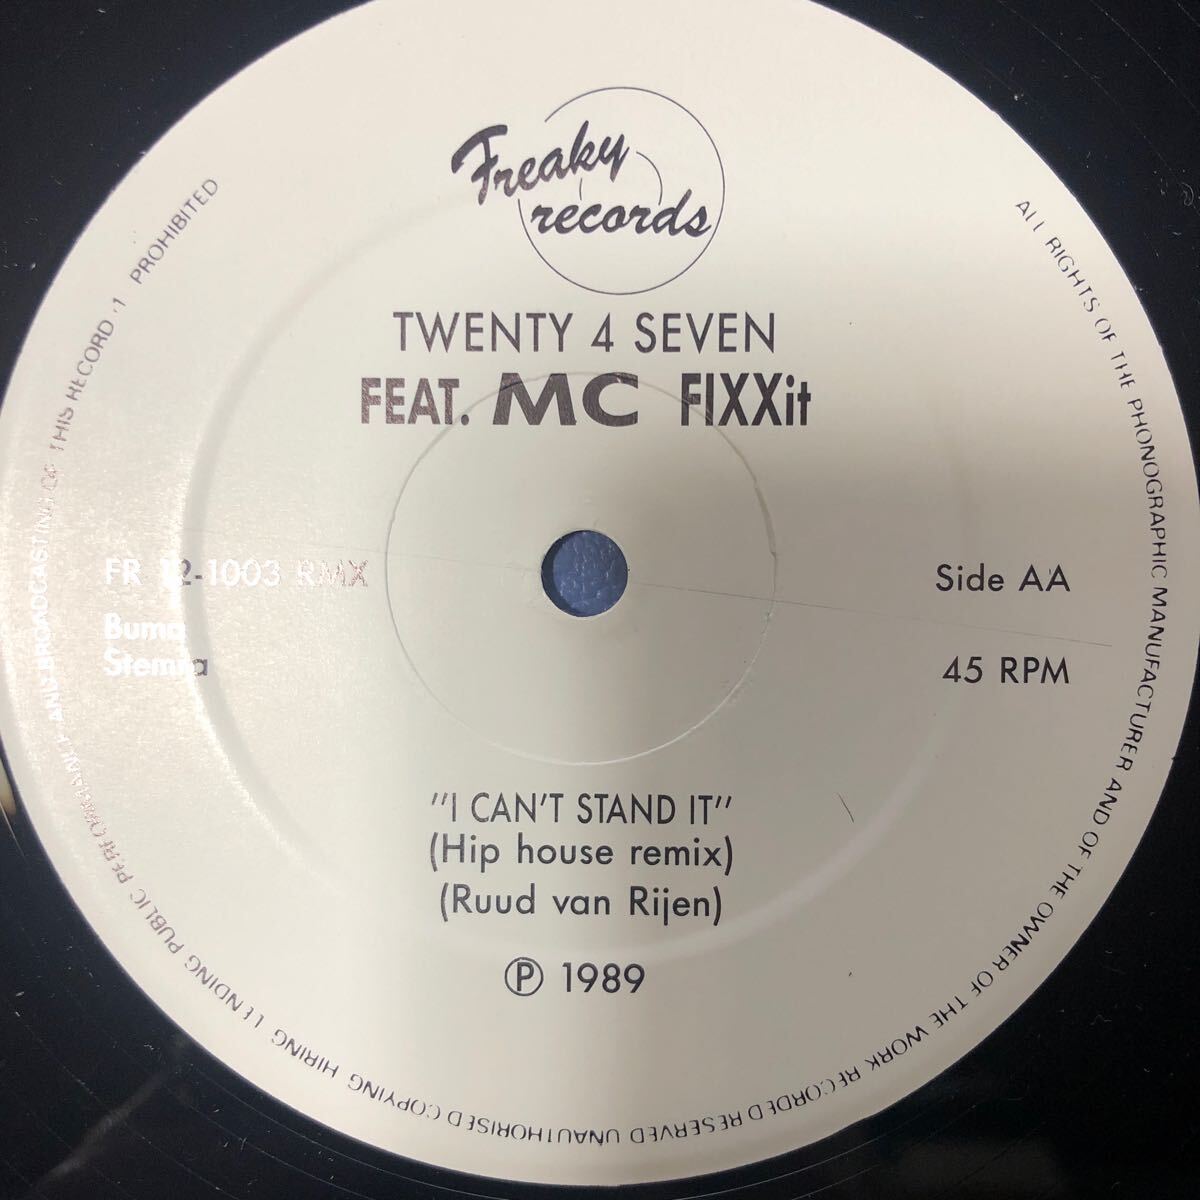 Freaky
records
TWENTY 4 SEVEN
FEAT. MC FIXXit
FR 12-1003 RMX
Buma
Stemra
Side AA
45 RPM
"I CAN'T STAND IT"
(Hip house remix)
(Ruud van Rijen)
Ⓟ 1989
ALL RIGHTS OF THE PHONOGRAPHIC MANUFACTURER AND OF THE OWNER OF THE WORK RECORDED RESERVED UNAUTHORISED COPYING HIRING LENDING PUBLIC PERFORMANCE AND BROADCASTING OF THIS RECORD PROHIBITED